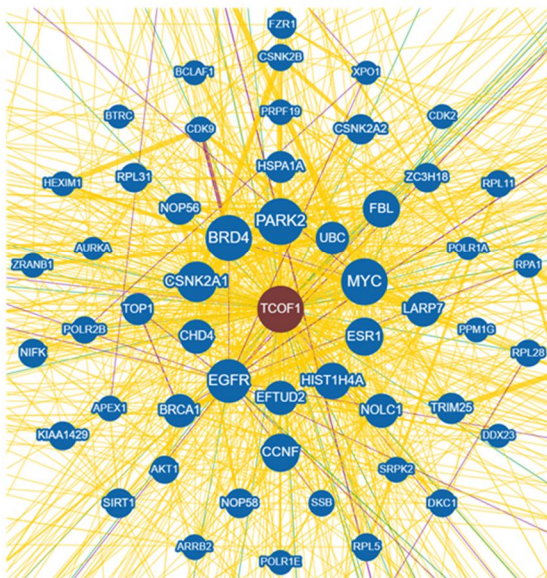 FZR1
CSNK2B
BCLAF1
XPO1
BTRC
PRPF19
CDK2
CDK9
CSNK2A2
HEXIM1
RPL31
HSPA1A
ZC3H18
RPL11
NOP56
PARK2
FBL
AURKA
BRD4
UBC
POLR1A
ZRANB1
CSNK2A1
MYC
RPA1
TOP1
TCOF1
LARP7
POLR2B
CHD4
ESR1
PPM1G
NIFK
RPL28
EGFR
HIST1H4A
APEX1
BRCA1
EFTUD2
NOLC1
TRIM25
KIAA1429
DDX23
CCNF
AKT1
SRPK2
SIRT1
NOP58
SSB
DKC1
ARRB2
RPL5
POLR1E